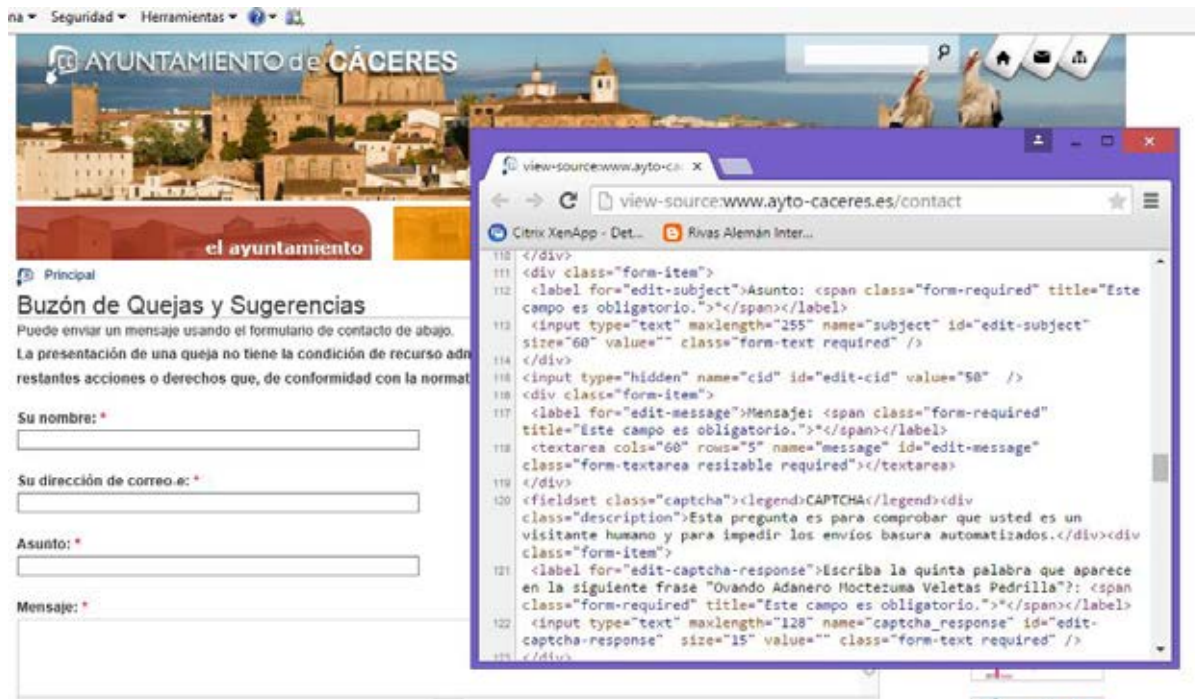 na Seguridad Herramientas
AYUNTAMIENTO de CÁCERES
el ayuntamiento
Principal
Buzón de Quejas y Sugerencias
Puede enviar un mensaje usando el formulario de contacto de abajo.
La presentación de una queja no tiene la condición de recurso adm
restantes acciones o derechos que, de conformidad con la normat
Su nombre: *
Su dirección de correo-e: *
Asunto: *
Mensaje: *
view-source:www.ayto-cac
view-source:www.ayto-caceres.es/contact
Citrix XenApp - Det... Rivas Alemán Inter...
110 </div>
111 <div class="form-item">
112 <label for="edit-subject">Asunto: <span class="form-required" title="Este
campo es obligatorio.">*</span></label>
113 <input type="text" maxlength="255" name="subject" id="edit-subject"
size="60" value="" class="form-text required" />
114 </div>
115 <input type="hidden" name="cid" id="edit-cid" value="50" />
116 <div class="form-item">
117 <label for="edit-message">Mensaje: <span class="form-required"
title="Este campo es obligatorio.">*</span></label>
118 <textarea cols="60" rows="5" name="message" id="edit-message"
class="form-textarea resizable required"></textarea>
119 </div>
120 <fieldset class="captcha"><legend>CAPTCHA</legend><div
class="description">Esta pregunta es para comprobar que usted es un
visitante humano y para impedir los envíos basura automatizados.</div><div
class="form-item">
121 <label for="edit-captcha-response">Escriba la quinta palabra que aparece
en la siguiente frase "Ovando Adanero Moctezuma Veletas Pedrilla"?: <span
class="form-required" title="Este campo es obligatorio.">*</span></label>
122 <input type="text" maxlength="128" name="captcha_response" id="edit-
captcha-response" size="15" value="" class="form-text required" />
123 </div>